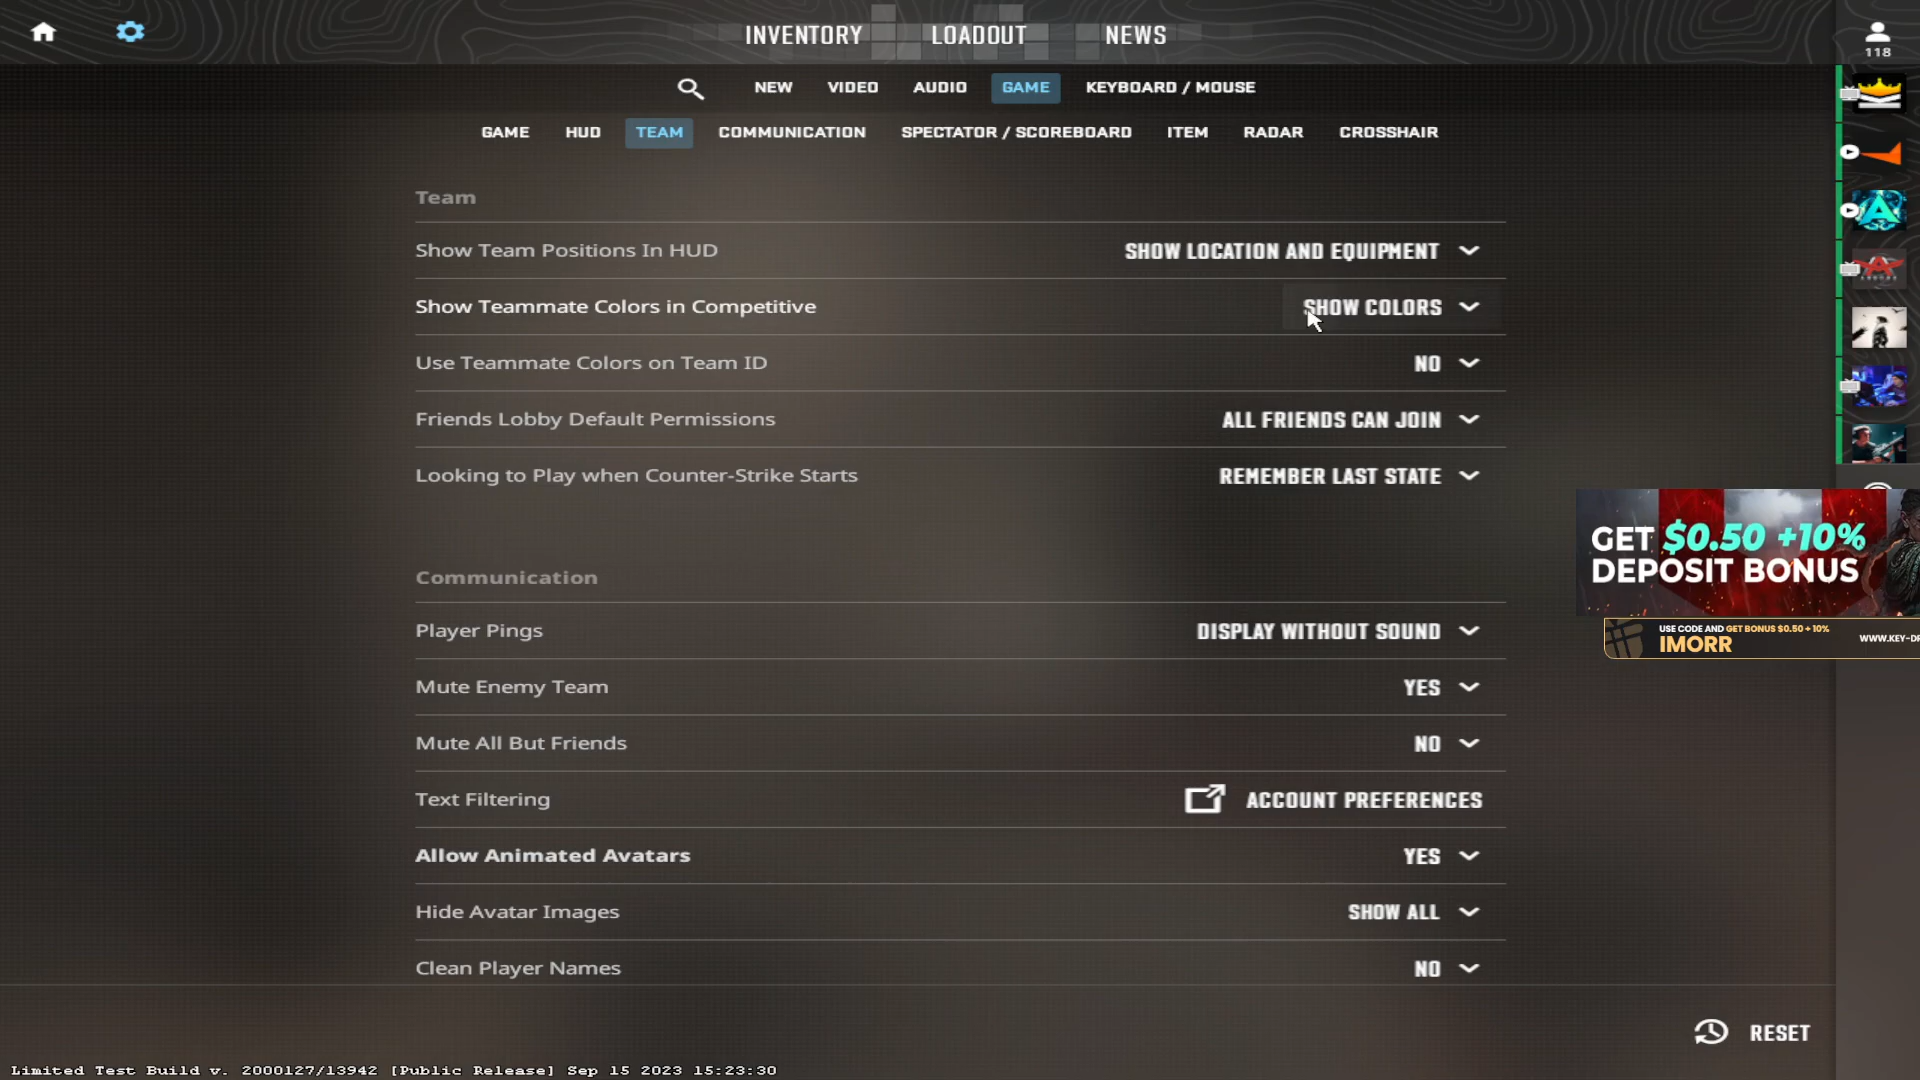 INVENTORY LOADOUT NEWS
118
NEW VIDEO AUDIO GAME KEYBOARD / MOUSE
GAME HUD TEAM COMMUNICATION SPECTATOR / SCOREBOARD ITEM RADAR CROSSHAIR
Team
Show Team Positions In HUD SHOW LOCATION AND EQUIPMENT
Show Teammate Colors in Competitive SHOW COLORS
Use Teammate Colors on Team ID NO
Friends Lobby Default Permissions ALL FRIENDS CAN JOIN
Looking to Play when Counter-Strike Starts REMEMBER LAST STATE
GET $0.50 +10%
DEPOSIT BONUS
Communication
Player Pings DISPLAY WITHOUT SOUND
USE CODE AND GET BONUS $0.50 + 10%
IMORR
WWW.KEY-DR
Mute Enemy Team YES
Mute All But Friends NO
Text Filtering ACCOUNT PREFERENCES
Allow Animated Avatars YES
Hide Avatar Images SHOW ALL
Clean Player Names NO
RESET
Limited Test Build v. 2000127/13942 [Public Release] Sep 15 2023 15:23:30